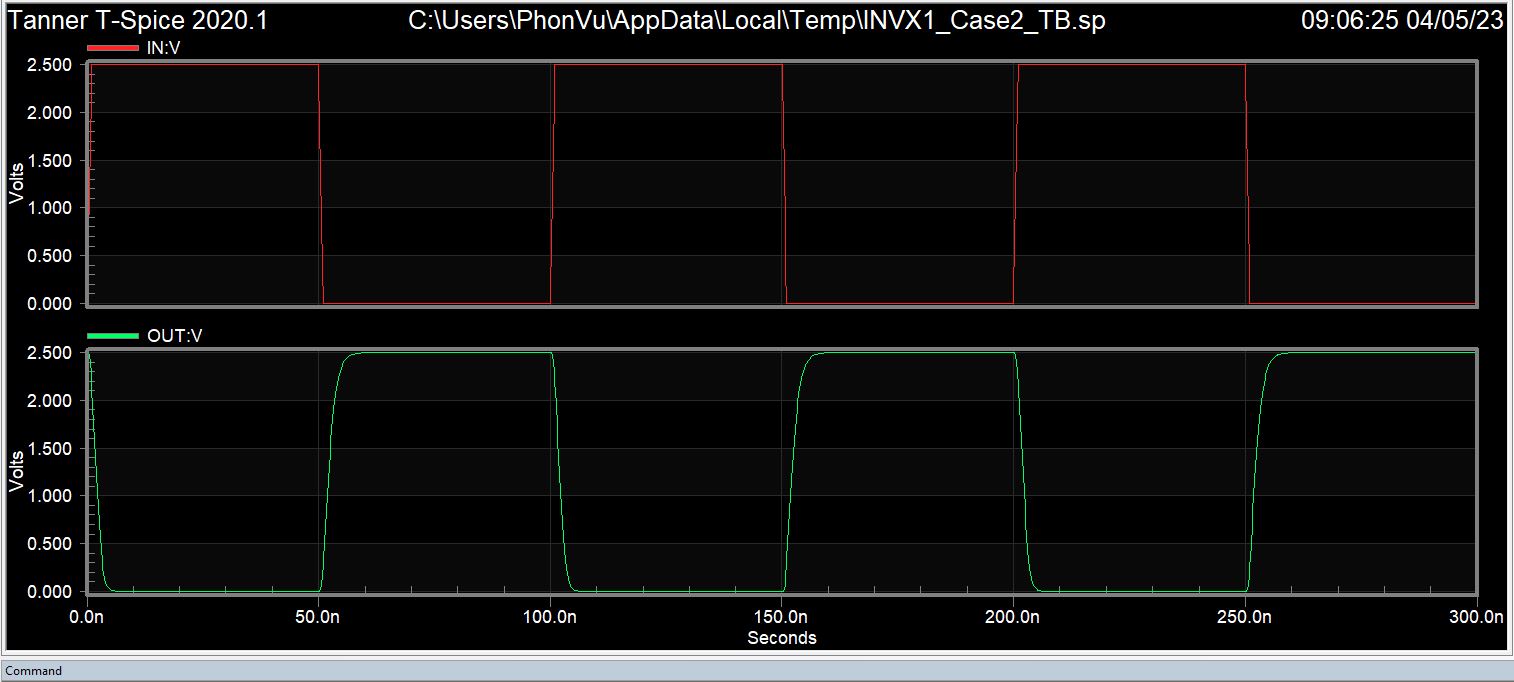 Tanner T-Spice 2020.1 C:\Users\PhonVu\AppData\Local\Temp\INVX1_Case2_TB.sp 09:06:25 04/05/23
IN:V
2.500
2.000
1.500
1.000
0.500
0.000
Volts
OUT:V
2.500
2.000
1.500
1.000
0.500
0.000
Volts
0.0n 50.0n 100.0n 150.0n 200.0n 250.0n 300.0n
Seconds
Command